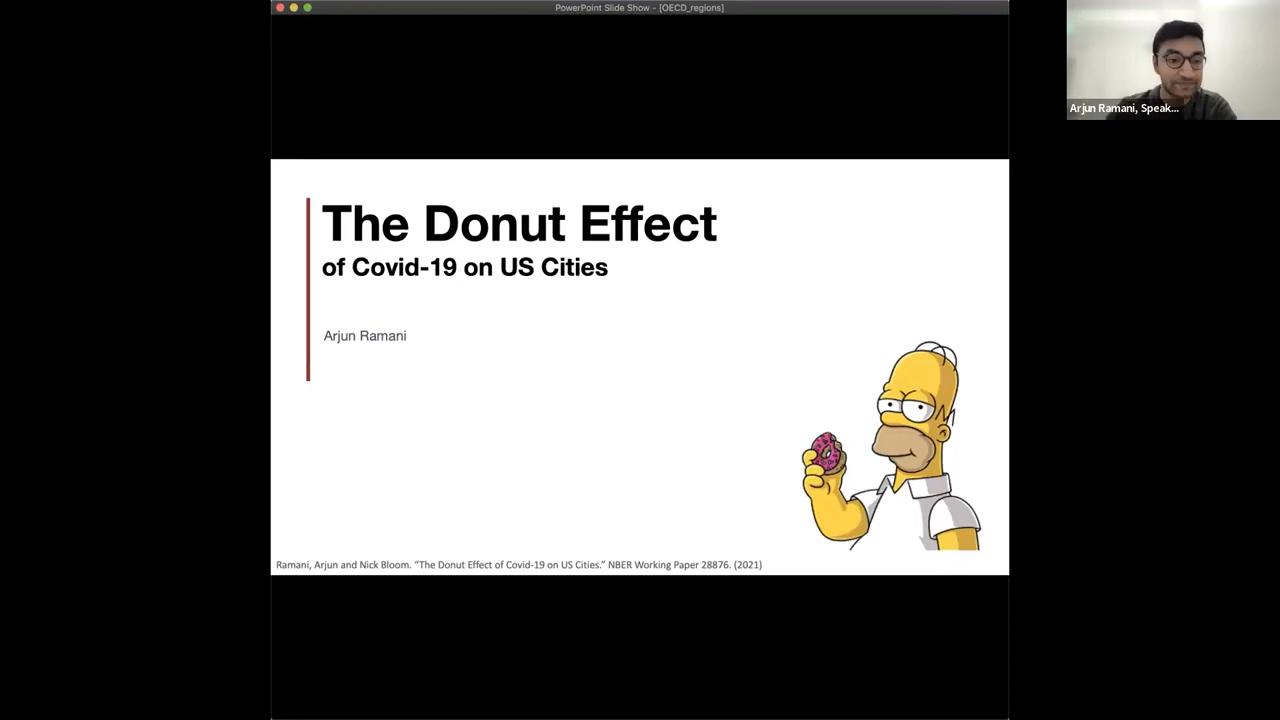 PowerPoint Slide Show - [OECD_regions]
Arjun Ramani, Speak...
The Donut Effect
of Covid-19 on US Cities
Arjun Ramani
Ramani, Arjun and Nick Bloom. “The Donut Effect of Covid-19 on US Cities.” NBER Working Paper 28876. (2021)